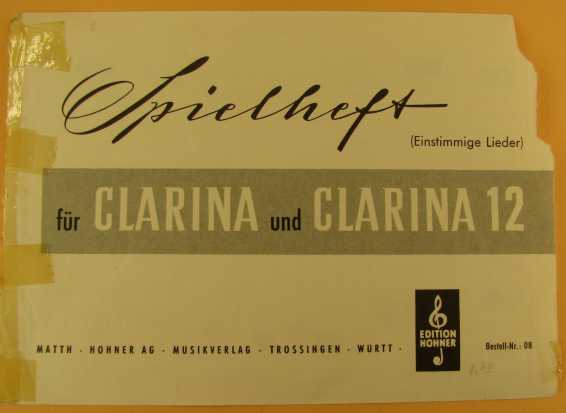 Spielheft
(Einstimmige Lieder)
für CLARINA und CLARINA 12
EDITION
HOHNER
MATTH · HOHNER AG · MUSIKVERLAG · TROSSINGEN · WÜRTT ·
Bestell-Nr.: 08